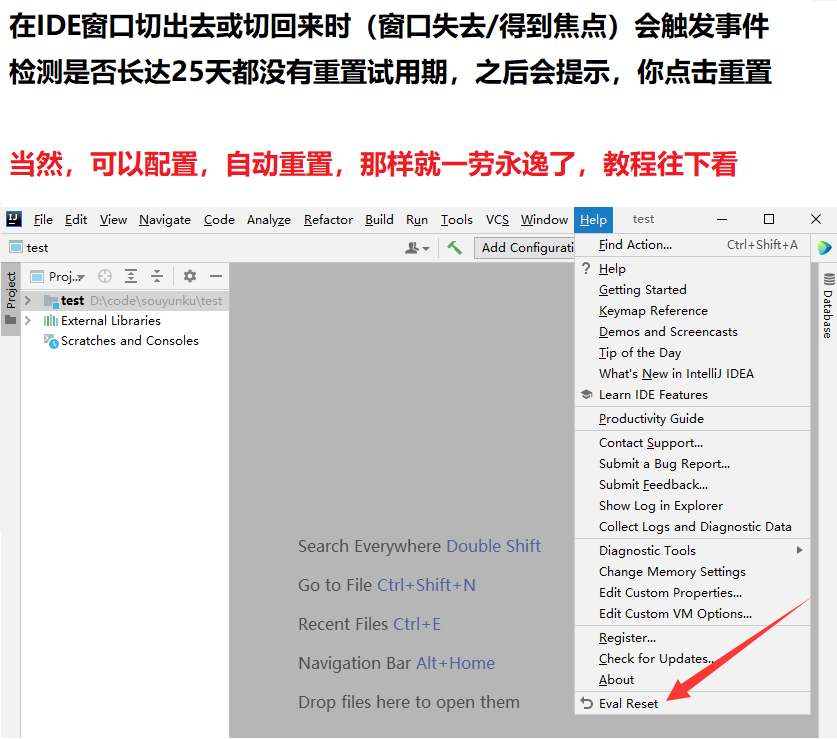 在IDE窗口切出去或切回来时（窗口失去/得到焦点）会触发事件
检测是否长达25天都没有重置试用期，之后会提示，你点击重置
当然，可以配置，自动重置，那样就一劳永逸了，教程往下看
IJ File Edit View Navigate Code Analyze Refactor Build Run Tools VCS Window Help test
test Add Configurati
Proj..
Project
test D:\code\souyunku\test
External Libraries
Scratches and Consoles
Search Everywhere Double Shift
Go to File Ctrl+Shift+N
Recent Files Ctrl+E
Navigation Bar Alt+Home
Drop files here to open them
Find Action... Ctrl+Shift+A
? Help
Getting Started
Keymap Reference
Demos and Screencasts
Tip of the Day
What's New in IntelliJ IDEA
Learn IDE Features
Productivity Guide
Contact Support...
Submit a Bug Report...
Submit Feedback...
Show Log in Explorer
Collect Logs and Diagnostic Data
Diagnostic Tools
Change Memory Settings
Edit Custom Properties...
Edit Custom VM Options...
Register...
Check for Updates..
About
Eval Reset
Database